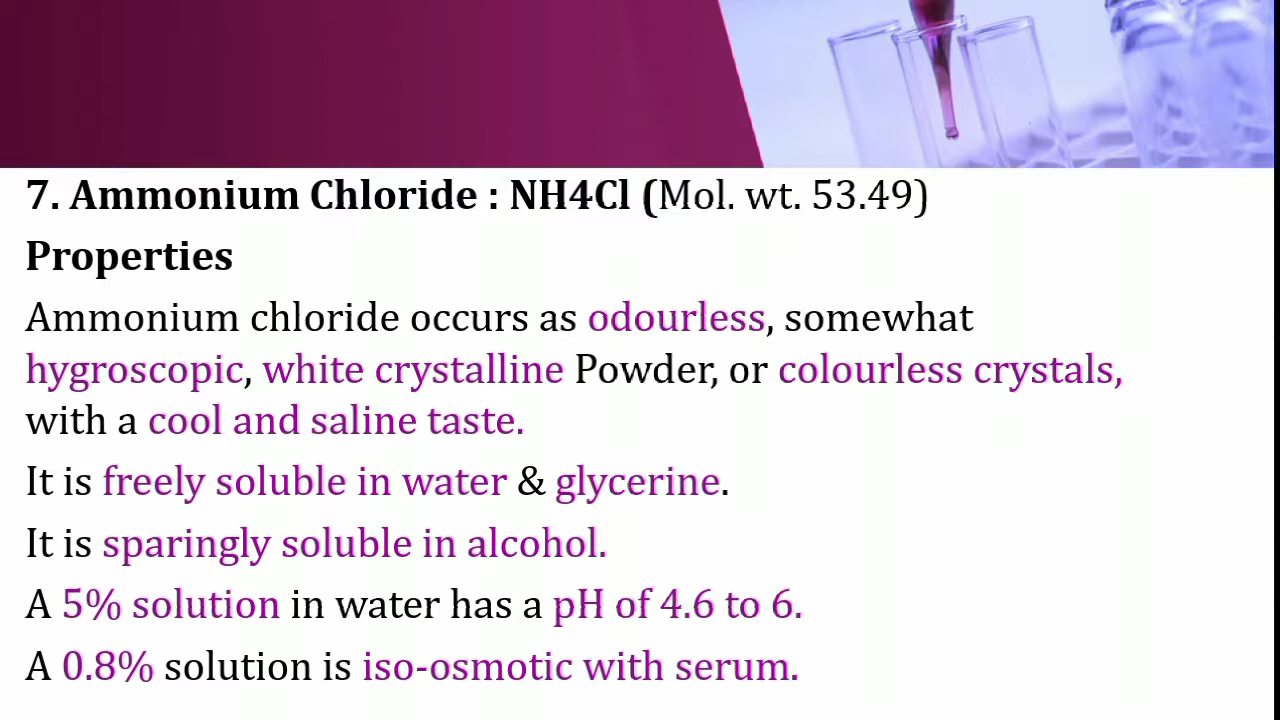 7. Ammonium Chloride : NH4Cl (Mol. wt. 53.49)
Properties
Ammonium chloride occurs as odourless, somewhat
hygroscopic, white crystalline Powder, or colourless crystals,
with a cool and saline taste.
It is freely soluble in water & glycerine.
It is sparingly soluble in alcohol.
A 5% solution in water has a pH of 4.6 to 6.
A 0.8% solution is iso-osmotic with serum.